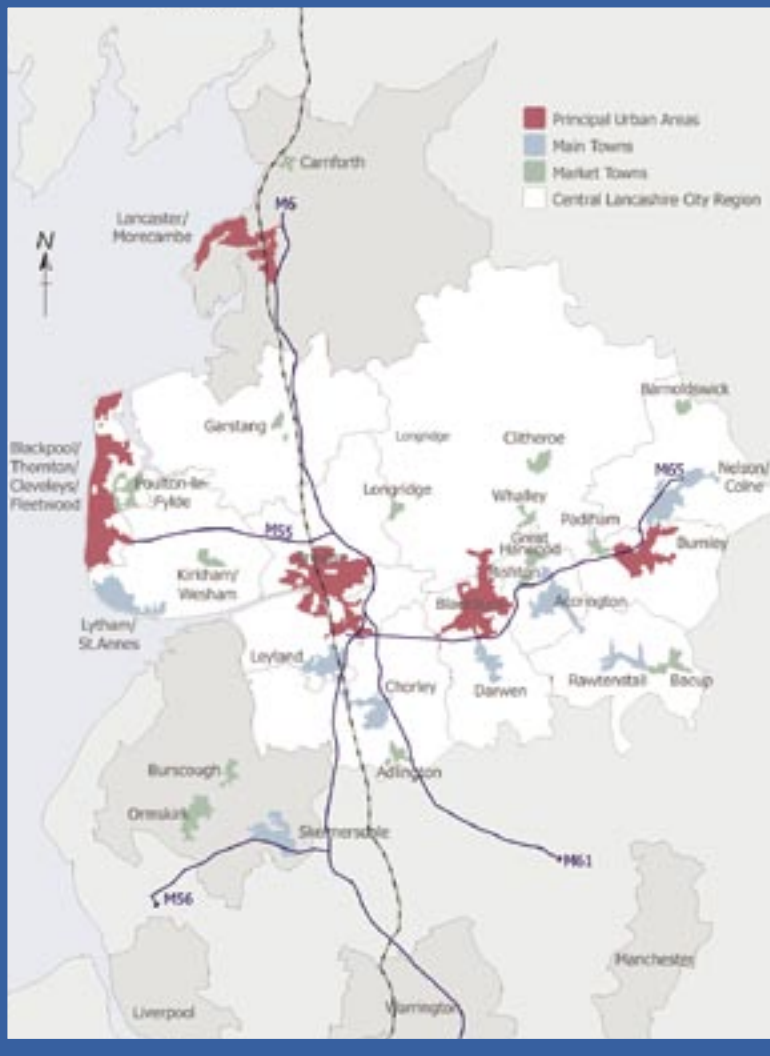 Principal Urban Areas
Main Towns
Market Towns
Central Lancashire City Region
Carnforth
M6
Lancaster/
Morecambe
N
Barnoldswick
Garstang
Longridge
Clitheroe
Blackpool/
Thornton/
Cleveleys/
Fleetwood
M65
Nelson/
Colne
Poulton-le-
Fylde
Longridge
Whalley
Padiham
M55
Great
Harwood
Rishton
Burnley
Kirkham/
Wesham
Accrington
Lytham/
St.Annes
Leyland
Chorley
Darwen
Rawtenstall
Bacup
Burscough
Adlington
Ormskirk
Skelmersdale
M61
M56
Manchester
Liverpool
Warrington